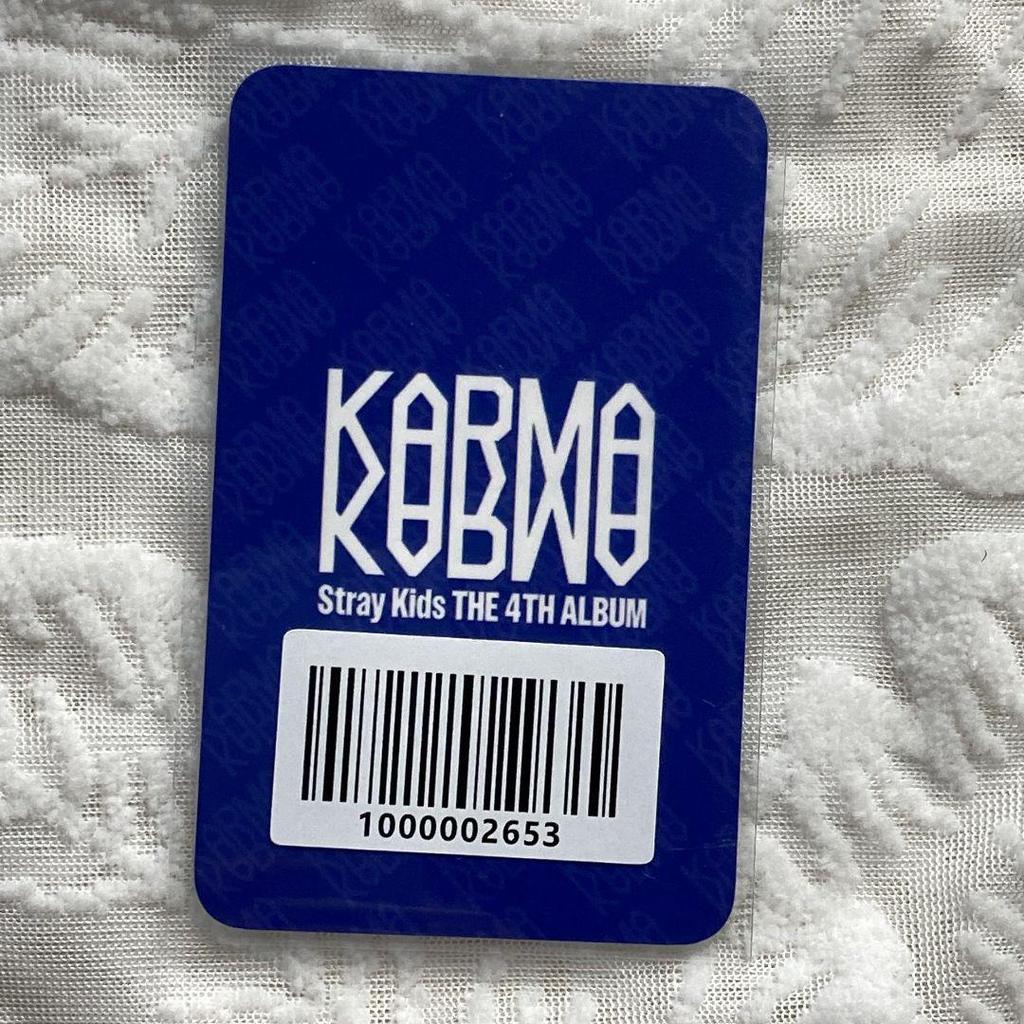 KARMA
Stray Kids THE 4TH ALBUM
1000002653